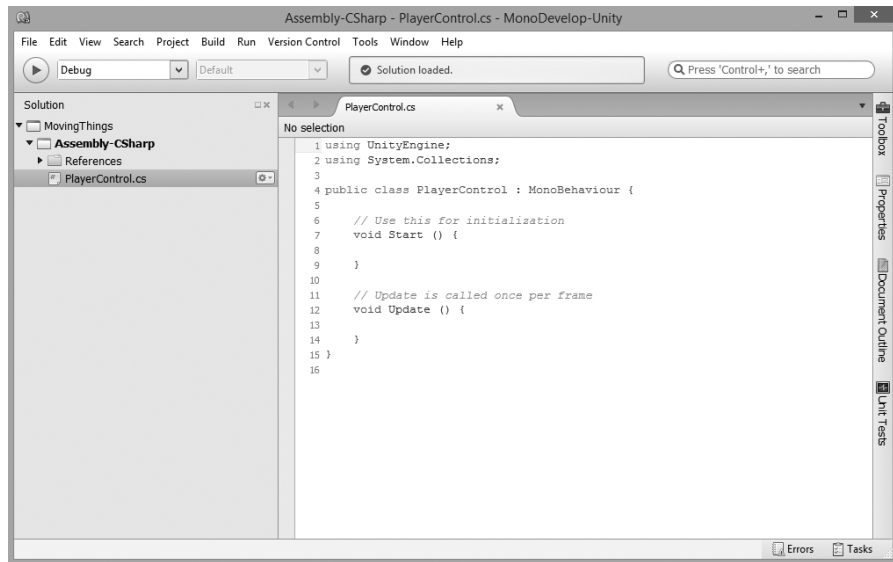 Assembly-CSharp - PlayerControl.cs - MonoDevelop-Unity
File Edit View Search Project Build Run Version Control Tools Window Help
Debug
Default
Solution loaded.
Press 'Control+,' to search
Solution
MovingThings
Assembly-CSharp
References
PlayerControl.cs
PlayerControl.cs
No selection
1 using UnityEngine;
2 using System.Collections;
3
4 public class PlayerControl : MonoBehaviour {
5
6 // Use this for initialization
7 void Start () {
8
9 }
10
11 // Update is called once per frame
12 void Update () {
13
14 }
15 }
16
Toolbox
Properties
Document Outline
Unit Tests
Errors
Tasks